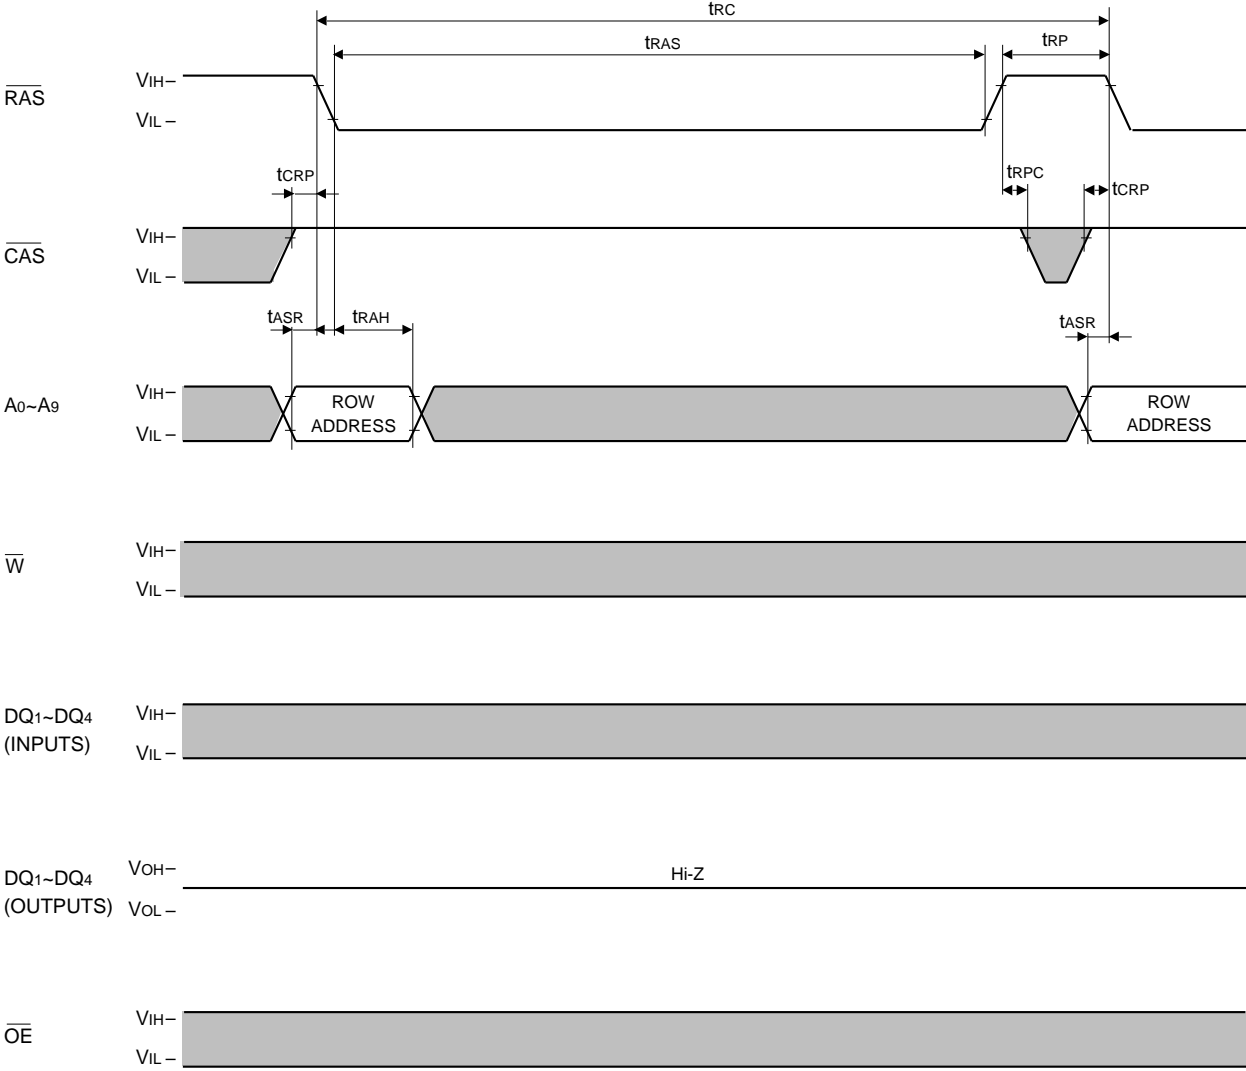 tRC
tRAS
tRP
RAS
VIH–
VIL –
tCRP
tRPC
tCRP
CAS
VIH–
VIL –
tASR
tRAH
tASR
A0~A9
VIH–
VIL –
ROW
ADDRESS
ROW
ADDRESS
W
VIH–
VIL –
DQ1~DQ4
(INPUTS)
VIH–
VIL –
DQ1~DQ4
(OUTPUTS)
VOH–
VOL –
Hi-Z
OE
VIH–
VIL –